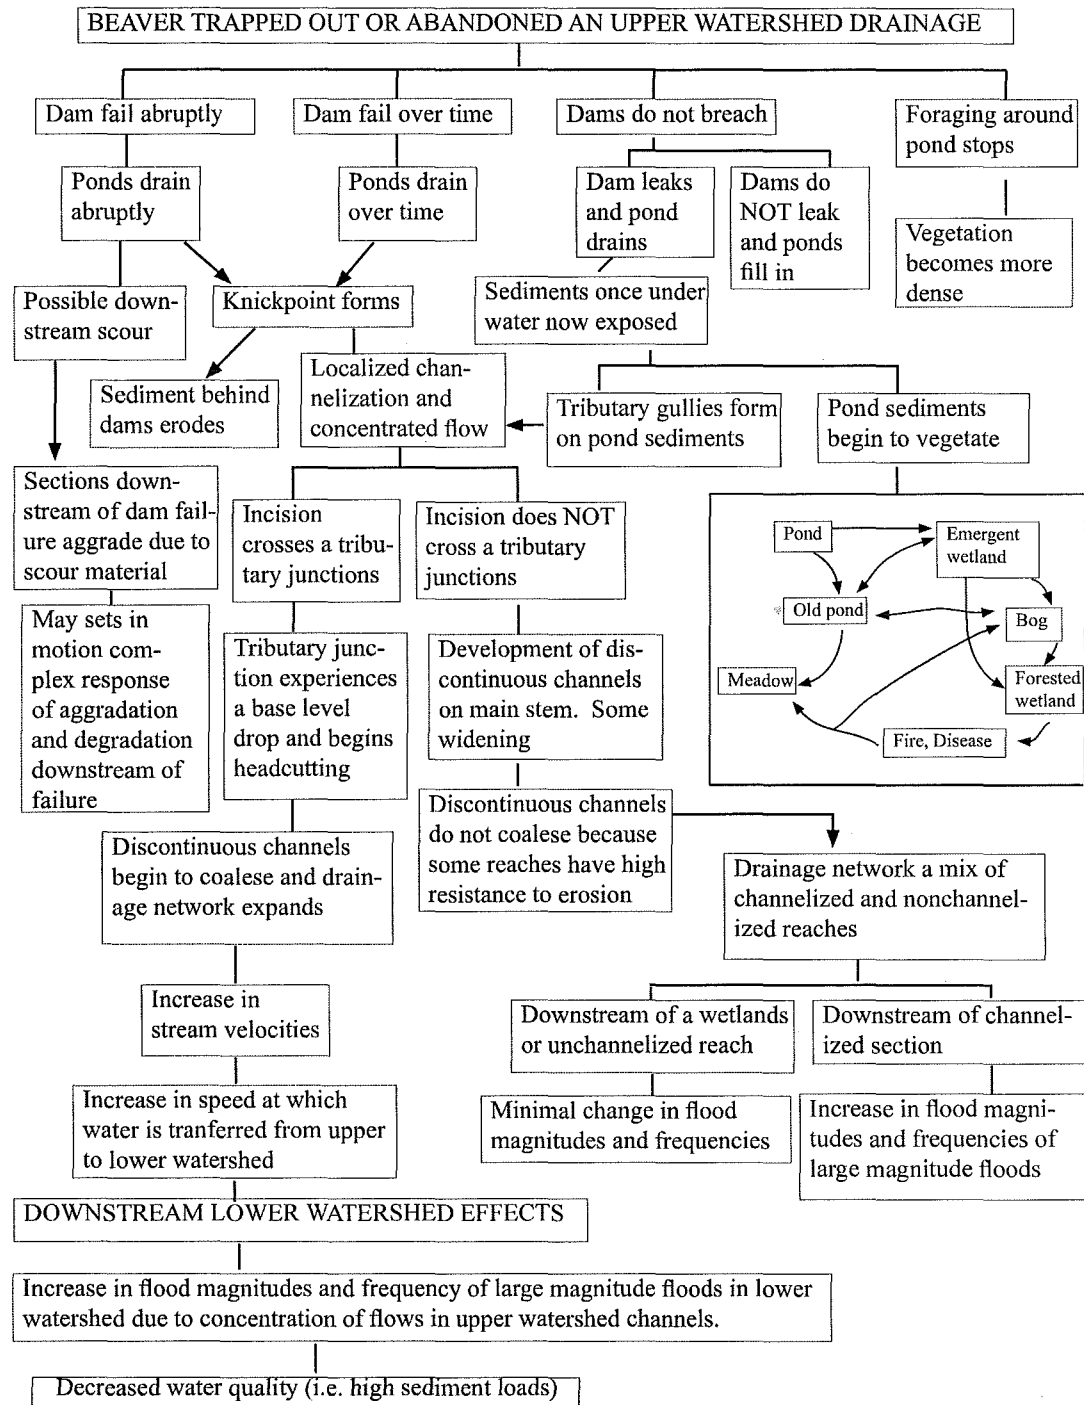 BEAVER TRAPPED OUT OR ABANDONED AN UPPER WATERSHED DRAINAGE
Dam fail abruptly
Dam fail over time
Dams do not breach
Foraging around
pond stops
Ponds drain
abruptly
Ponds drain
over time
Dam leaks
and pond
drains
Dams do
NOT leak
and ponds
fill in
Vegetation
becomes more
dense
Possible down-
stream scour
Knickpoint forms
Sediments once under
water now exposed
Sediment behind
dams erodes
Localized chan-
nelization and
concentrated flow
Tributary gullies form
on pond sediments
Pond sediments
begin to vegetate
Sections down-
stream of dam fail-
ure aggrade due to
scour material
Incision
crosses a tribu-
tary junctions
Incision does NOT
cross a tributary
junctions
Pond
Emergent
wetland
Old pond
Bog
Meadow
Forested
wetland
Fire, Disease
May sets in
motion com-
plex response
of aggradation
and degradation
downstream of
failure
Tributary junc-
tion experiences
a base level
drop and begins
headcutting
Development of dis-
continuous channels
on main stem. Some
widening
Discontinuous channels
begin to coalese and drain-
age network expands
Discontinuous channels
do not coalese because
some reaches have high
resistance to erosion
Drainage network a mix of
channelized and nonchannel-
ized reaches
Increase in
stream velocities
Downstream of a wetlands
or unchannelized reach
Downstream of channel-
ized section
Increase in speed at which
water is tranferred from upper
to lower watershed
Minimal change in flood
magnitudes and frequencies
Increase in flood magni-
tudes and frequencies of
large magnitude floods
DOWNSTREAM LOWER WATERSHED EFFECTS
Increase in flood magnitudes and frequency of large magnitude floods in lower
watershed due to concentration of flows in upper watershed channels.
Decreased water quality (i.e. high sediment loads)